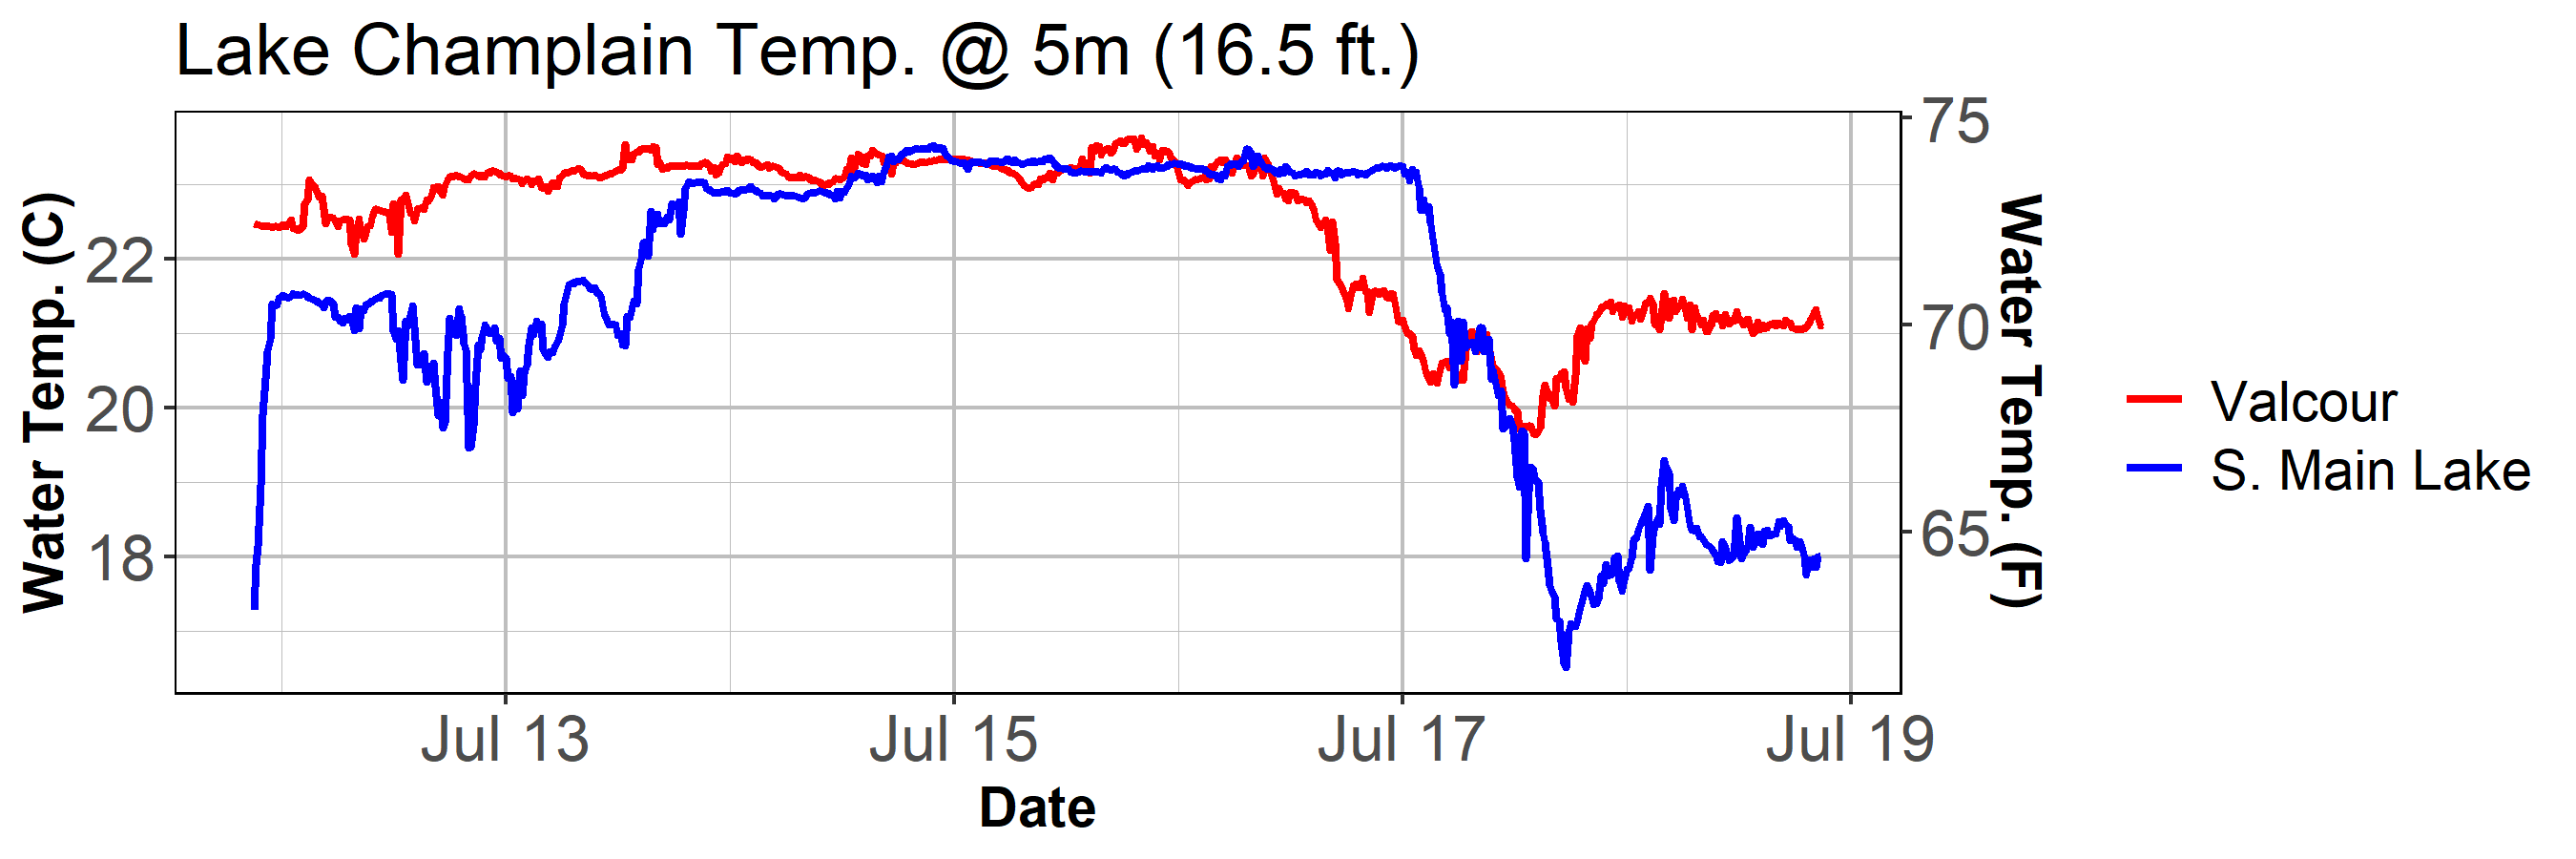 Lake Champlain Temp. @ 5m (16.5 ft.)
Water Temp. (C)
22
20
18
75
70
65
Water Temp. (F)
Jul 13
Jul 15
Jul 17
Jul 19
Date
Valcour
S. Main Lake